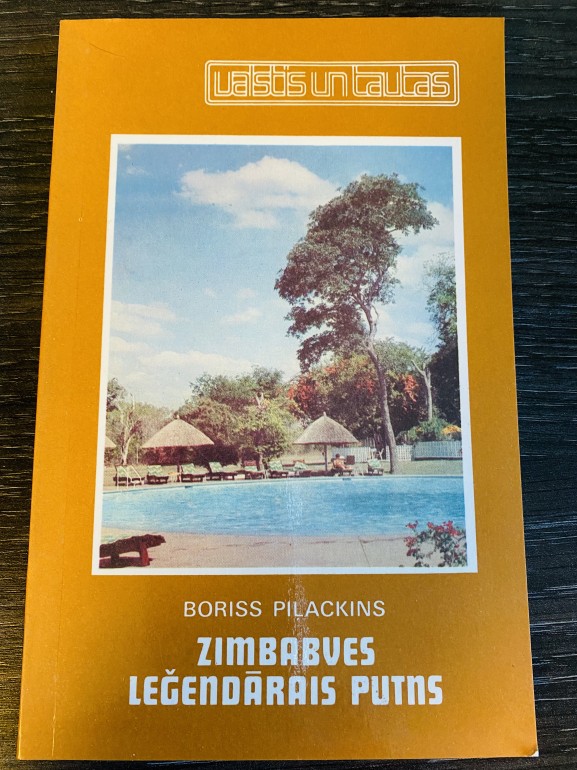 valstis un tautas
BORISS PILACKINS
ZIMBABVES
LEĢENDĀRAIS PUTNS